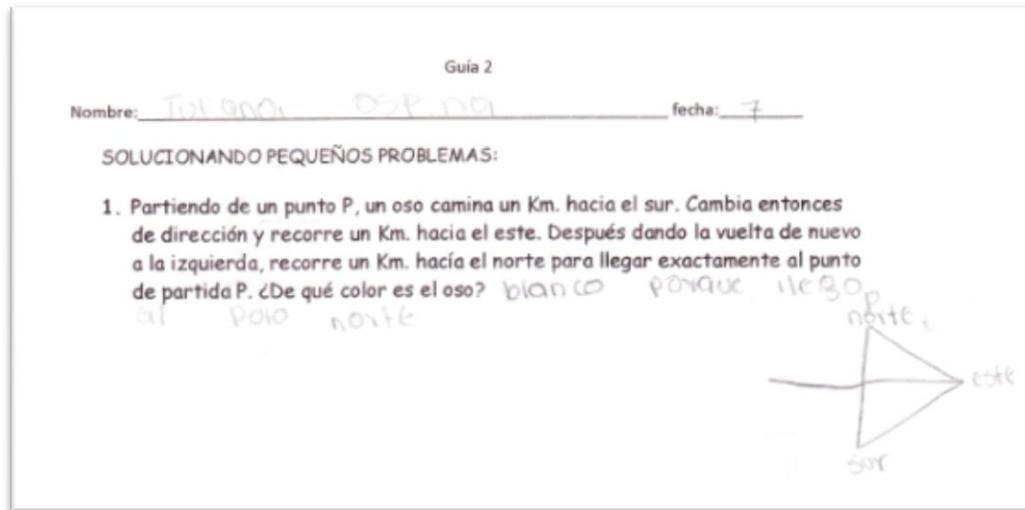 Guía 2
Nombre: Juliana Ospina fecha: 7
SOLUCIONANDO PEQUEÑOS PROBLEMAS:
1. Partiendo de un punto P, un oso camina un Km. hacia el sur. Cambia entonces
de dirección y recorre un Km. hacia el este. Después dando la vuelta de nuevo
a la izquierda, recorre un Km. hacía el norte para llegar exactamente al punto
de partida P. ¿De qué color es el oso? blanco porque llego
al polo norte
P
norte.
este
sur